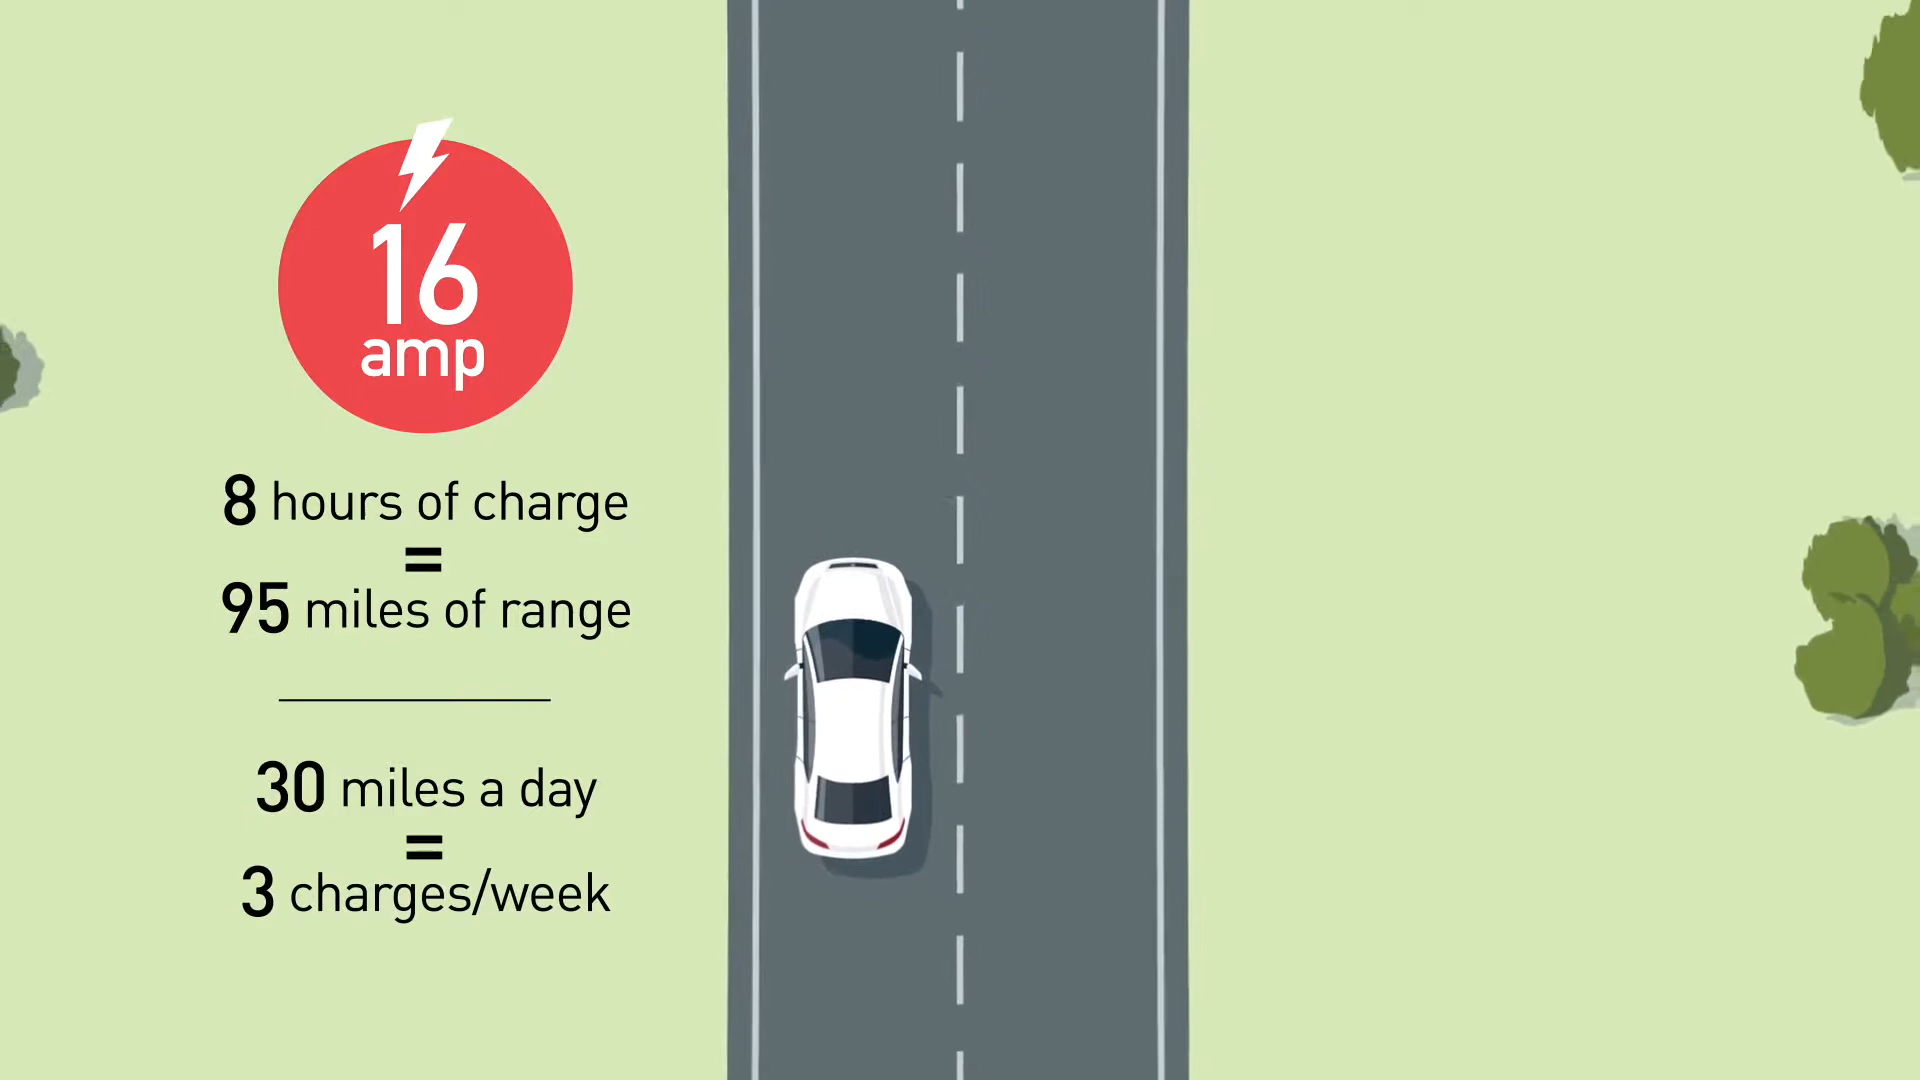 16
amp
8 hours of charge
=
95 miles of range
30 miles a day
=
3 charges/week